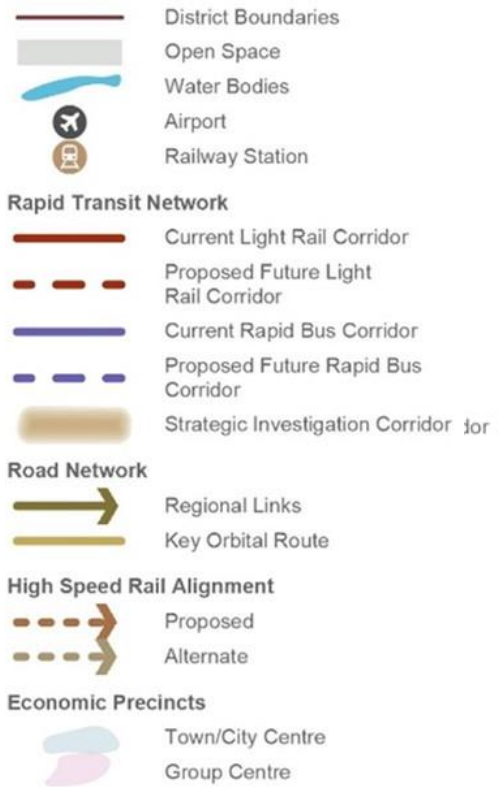 District Boundaries
Open Space
Water Bodies
Airport
Railway Station
Rapid Transit Network
Current Light Rail Corridor
Proposed Future Light
Rail Corridor
Current Rapid Bus Corridor
Proposed Future Rapid Bus
Corridor
Strategic Investigation Corridor dor
Road Network
Regional Links
Key Orbital Route
High Speed Rail Alignment
Proposed
Alternate
Economic Precincts
Town/City Centre
Group Centre